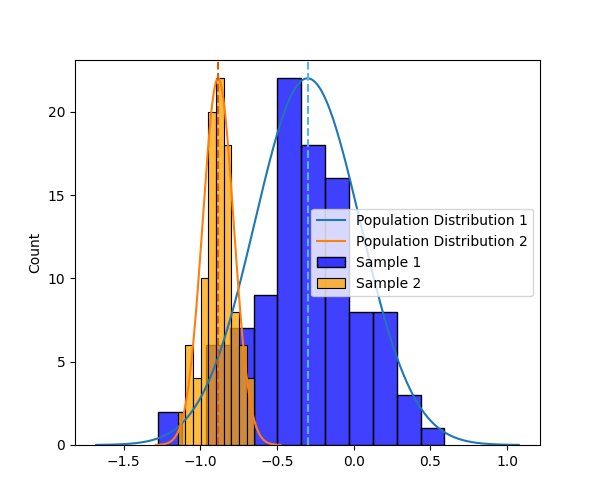 Count
20
15
10
5
0
−1.5
−1.0
−0.5
0.0
0.5
1.0
Population Distribution 1
Population Distribution 2
Sample 1
Sample 2